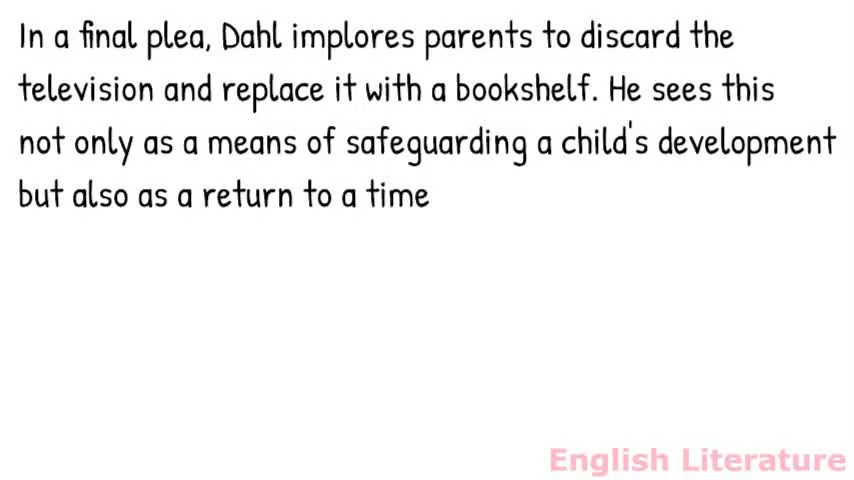 In a final plea, Dahl implores parents to discard the
television and replace it with a bookshelf. He sees this
not only as a means of safeguarding a child's development
but also as a return to a time
English Literature